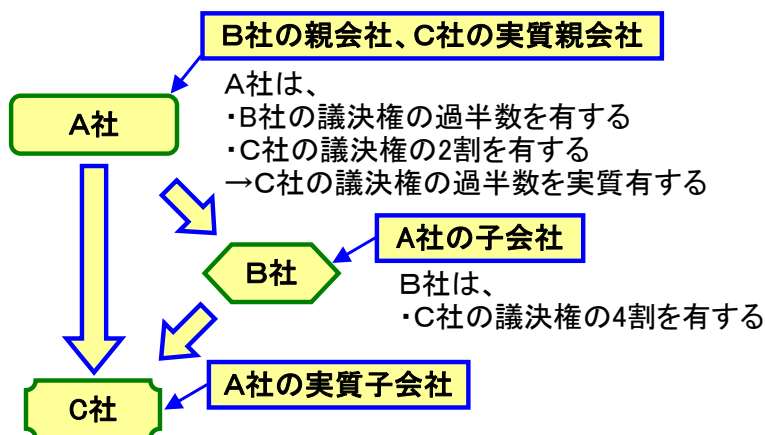 B社の親会社、C社の実質親会社
A社は、
・B社の議決権の過半数を有する
・C社の議決権の2割を有する
→C社の議決権の過半数を実質有する
A社
A社の子会社
B社
B社は、
・C社の議決権の4割を有する
A社の実質子会社
C社